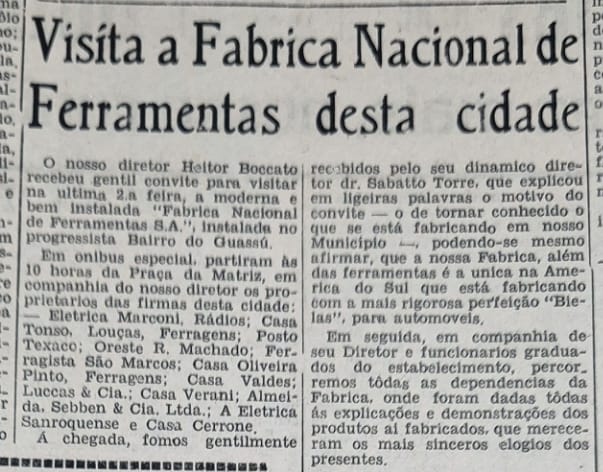 Visita a Fabrica Nacional de
Ferramentas desta cidade
O nosso diretor Heitor Boccato
recebeu gentil convite para visitar
na ultima 2.a feira, a moderna e
bem instalada "Fabrica Nacional
de Ferramentas S.A.", instalada no
progressista Bairro do Guassú.
Em onibus especial, partiram às
10 horas da Praça da Matriz, em
companhia do nosso diretor os pro-
prietarios das firmas desta cidade:
— Eletrica Marconi, Rádios; Casa
Tonso, Louças, Ferragens; Posto
Texaco; Oreste R. Machado; Fer-
ragista São Marcos; Casa Oliveira
Pinto, Ferragens; Casa Valdes;
Luccas & Cia.; Casa Verani; Almei-
da, Sebben & Cia. Ltda.; A Eletrica
Sanroquense e Casa Cerrone.
Á chegada, fomos gentilmente
recebidos pelo seu dinamico dire-
tor dr. Sabatto Torre, que explicou
em ligeiras palavras o motivo do
convite — o de tornar conhecido o
que se está fabricando em nosso
Município —, podendo-se mesmo
afirmar, que a nossa Fabrica, além
das ferramentas é a unica na Ame-
rica do Sul que está fabricando
com a mais rigorosa perfeição "Bie-
las", para automoveis.
Em seguida, em companhia de
seu Diretor e funcionarios gradua-
dos do estabelecimento, percor-
remos tôdas as dependencias da
Fabrica, onde foram dadas tôdas
ás explicações e demonstrações dos
produtos ai fabricados, que merece-
ram os mais sinceros elogios dos
presentes.